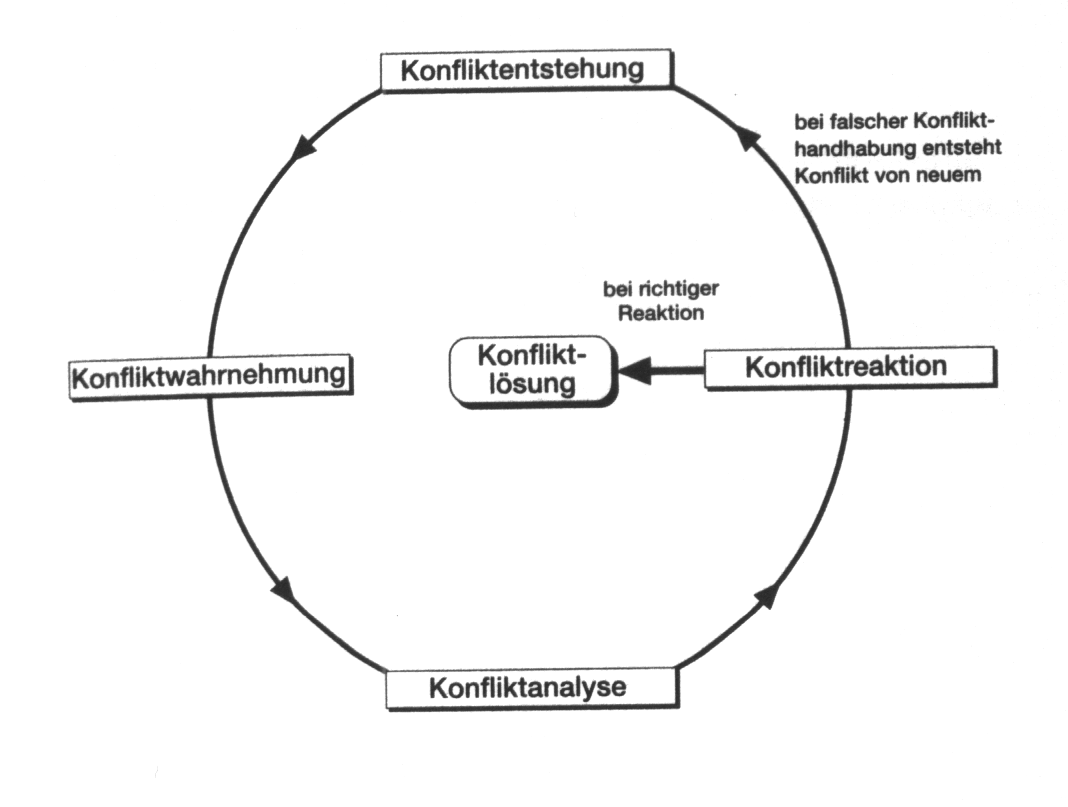 Konfliktentstehung
bei falscher Konflikt-
handhabung entsteht
Konflikt von neuem
bei richtiger
Reaktion
Konflikt-
lösung
Konfliktreaktion
Konfliktwahrnehmung
Konfliktanalyse